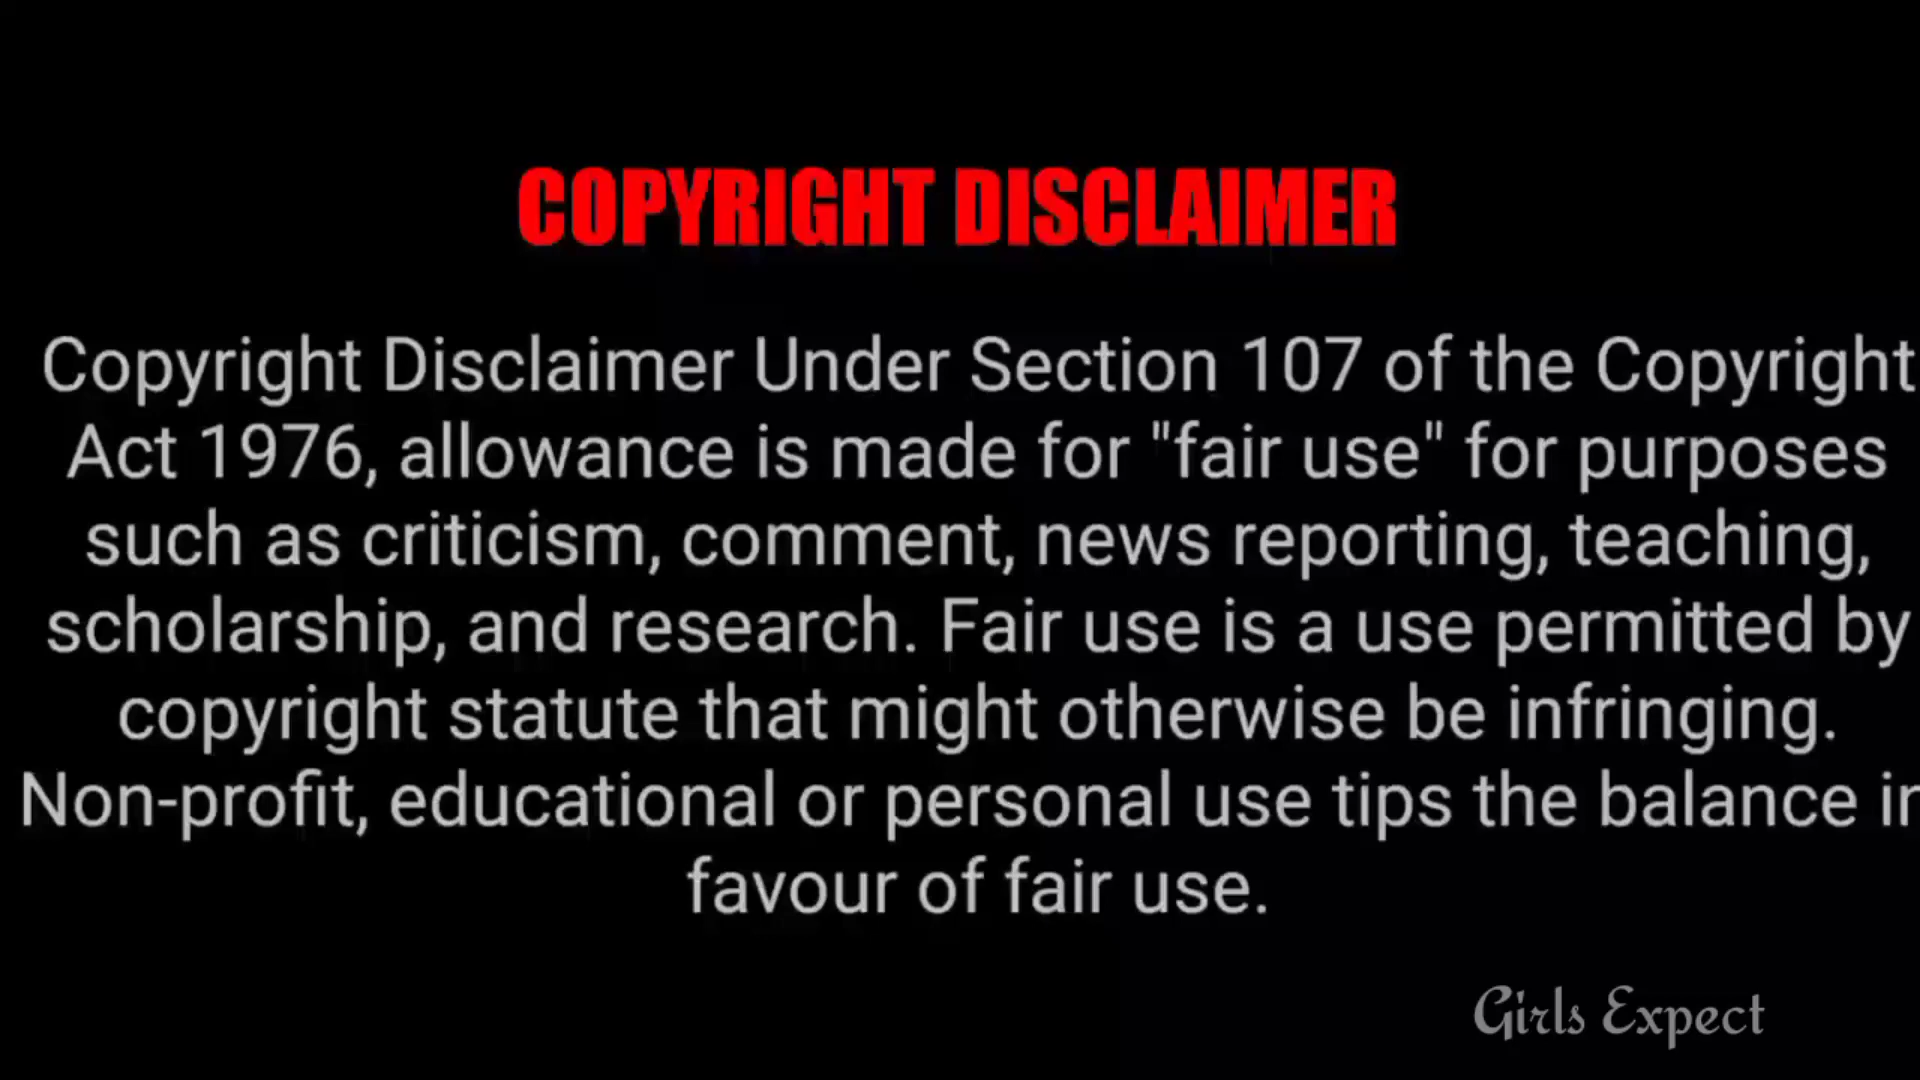 COPYRIGHT DISCLAIMER
Copyright Disclaimer Under Section 107 of the Copyright
Act 1976, allowance is made for "fair use" for purposes
such as criticism, comment, news reporting, teaching,
scholarship, and research. Fair use is a use permitted by
copyright statute that might otherwise be infringing.
Non-profit, educational or personal use tips the balance in
favour of fair use.
Girls Expect